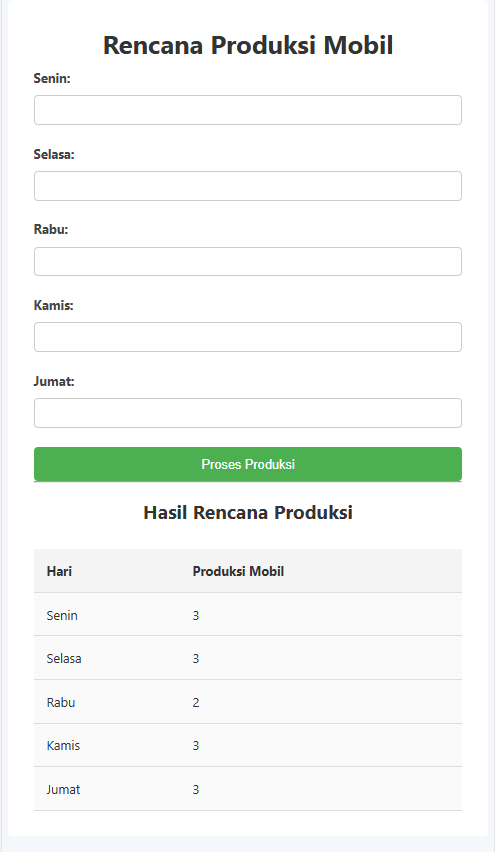 Rencana Produksi Mobil
Senin:
Selasa:
Rabu:
Kamis:
Jumat:
Proses Produksi
Hasil Rencana Produksi
Hari Produksi Mobil
Senin 3
Selasa 3
Rabu 2
Kamis 3
Jumat 3